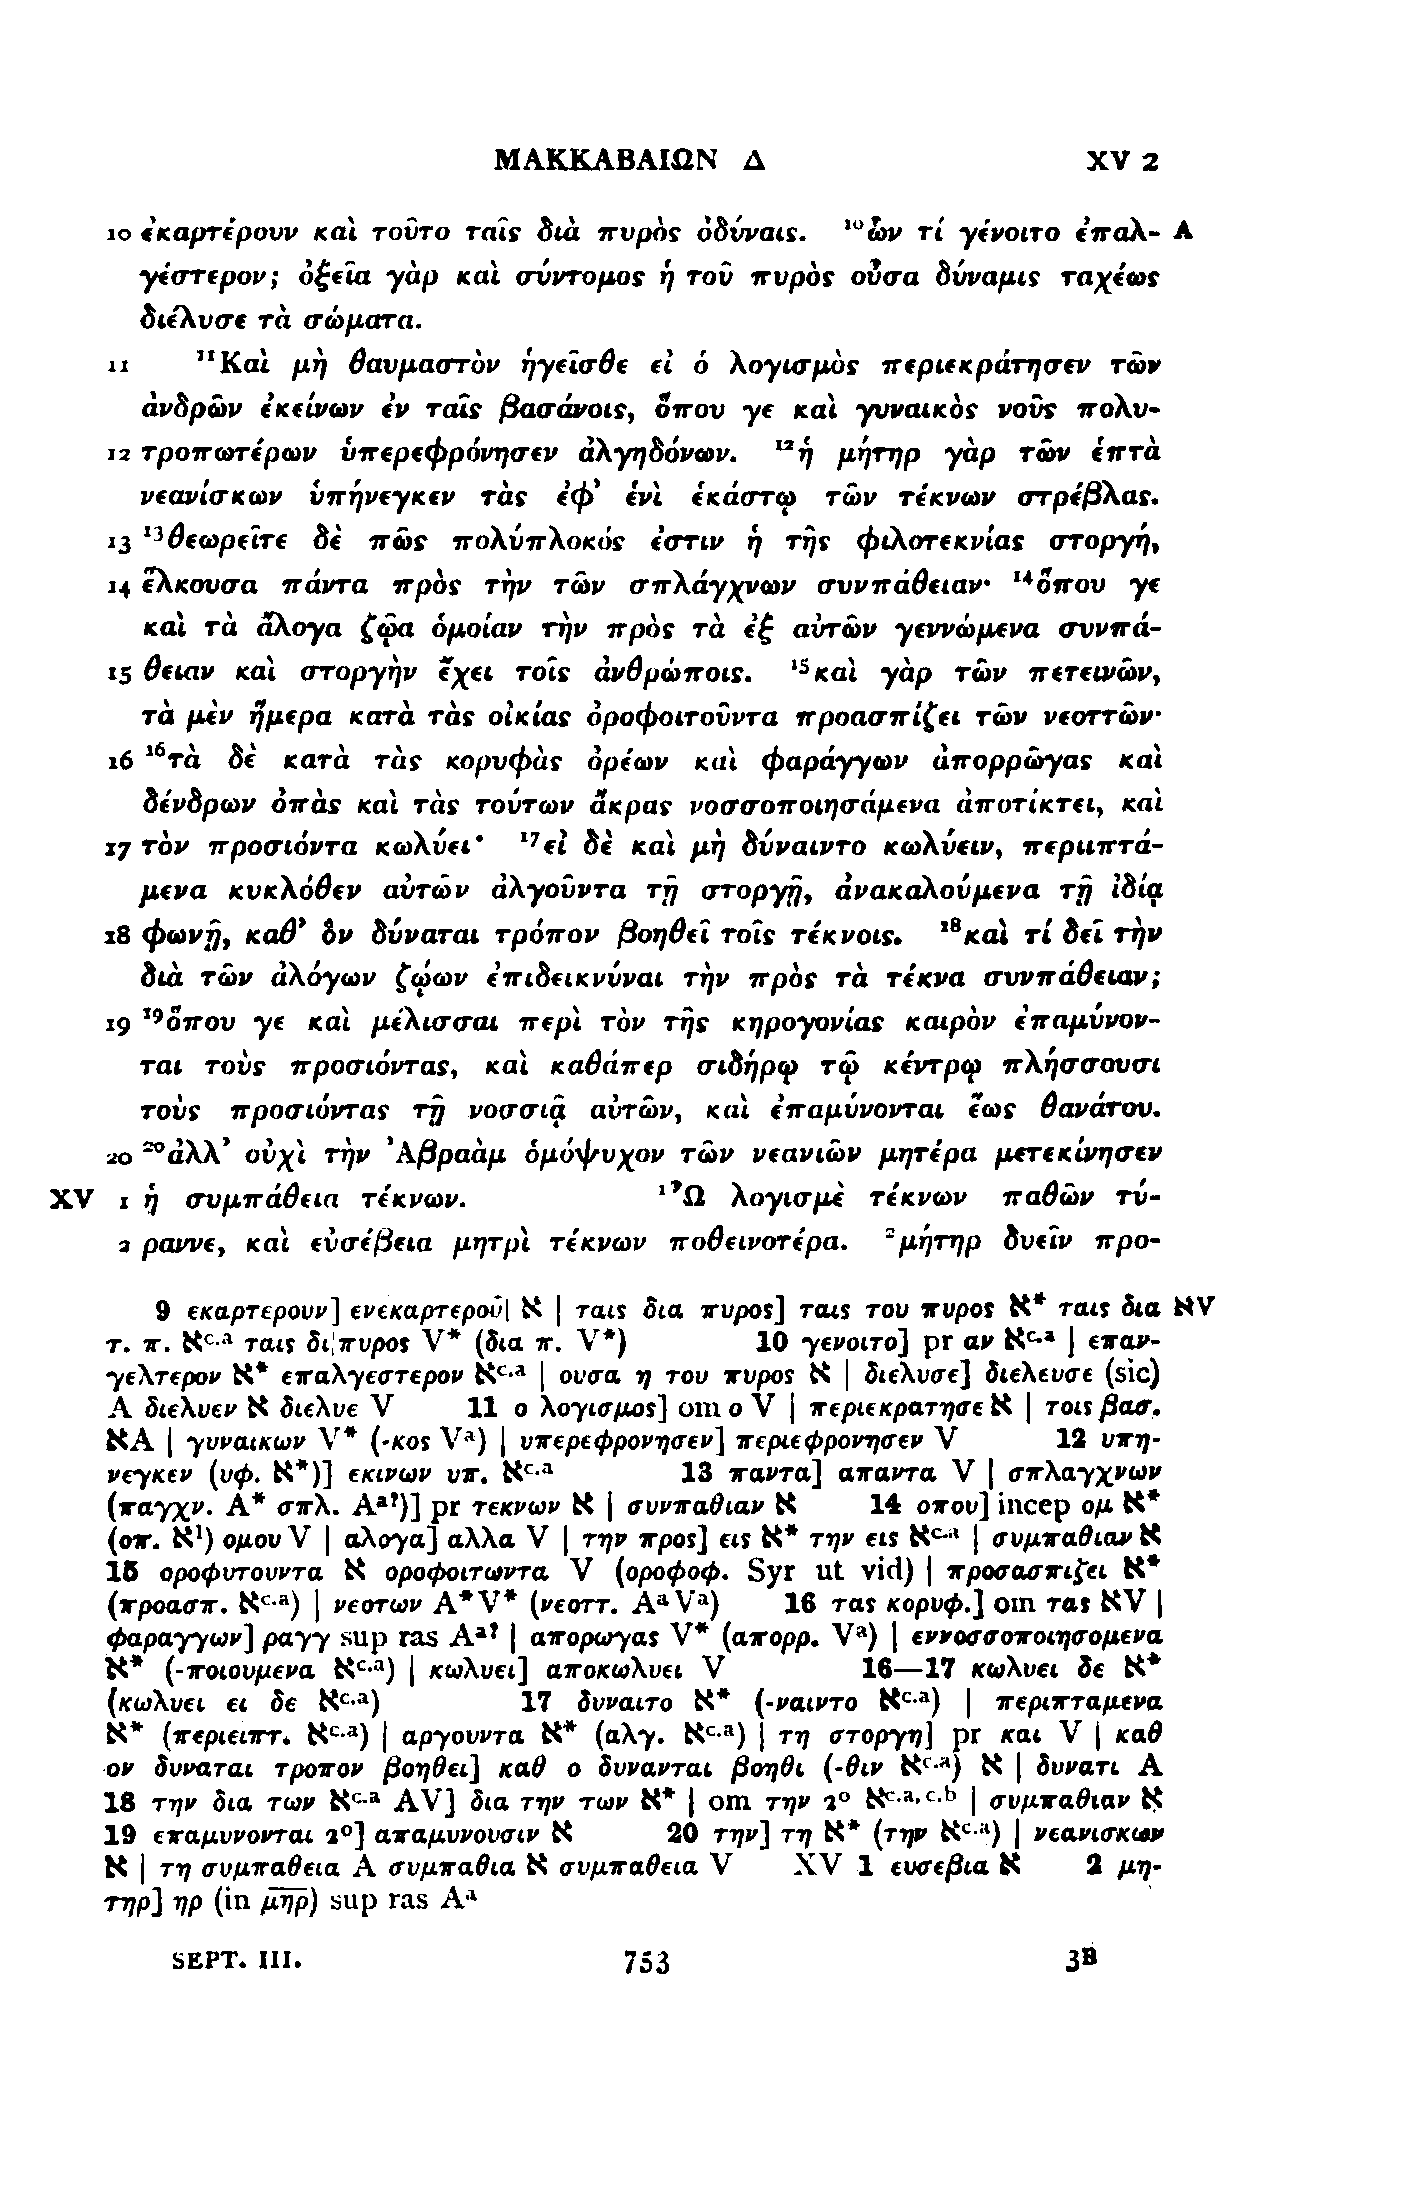 ΜΑΚΚΑΒΑΙΩΝ Δ XV 2
10 ἐκαρτέρουν καὶ τοῦτο ταῖς διὰ πυρὸς ὀδύναις. ¹⁰ὧν τί γένοιτο ἐπαλ- A
γέστερον; ὀξεῖα γὰρ καὶ σύντομος ἡ τοῦ πυρὸς οὖσα δύναμις ταχέως
διέλυσε τὰ σώματα.
11 ¹¹Καὶ μὴ θαυμαστὸν ἡγεῖσθε εἰ ὁ λογισμὸς περιεκράτησεν τῶν
ἀνδρῶν ἐκείνων ἐν ταῖς βασάνοις, ὅπου γε καὶ γυναικὸς νοῦς πολυ-
12 τροπωτέρων ὑπερεφρόνησεν ἀλγηδόνων. ¹²ἡ μήτηρ γὰρ τῶν ἑπτὰ
νεανίσκων ὑπήνεγκεν τὰς ἐφ’ ἑνὶ ἑκάστῳ τῶν τέκνων στρέβλας.
13 ¹³θεωρεῖτε δὲ πῶς πολύπλοκός ἐστιν ἡ τῆς φιλοτεκνίας στοργή,
14 ἕλκουσα πάντα πρὸς τὴν τῶν σπλάγχνων συνπάθειαν· ¹⁴ὅπου γε
καὶ τὰ ἄλογα ζῷα ὁμοίαν τὴν πρὸς τὰ ἐξ αὐτῶν γεννώμενα συνπά-
15 θειαν καὶ στοργὴν ἔχει τοῖς ἀνθρώποις. ¹⁵καὶ γὰρ τῶν πετεινῶν,
τὰ μὲν ἥμερα κατὰ τὰς οἰκίας ὀροφοιτοῦντα προασπίζει τῶν νεοττῶν·
16 ¹⁶τὰ δὲ κατὰ τὰς κορυφὰς ὀρέων καὶ φαράγγων ἀπορρῶγας καὶ
δένδρων ὀπὰς καὶ τὰς τούτων ἄκρας νοσσοποιησάμενα ἀποτίκτει, καὶ
17 τὸν προσιόντα κωλύει· ¹⁷εἰ δὲ καὶ μὴ δύναιντο κωλύειν, περιιπτά-
μενα κυκλόθεν αὐτῶν ἀλγοῦντα τῇ στοργῇ, ἀνακαλούμενα τῇ ἰδίᾳ
18 φωνῇ, καθ’ ὃν δύναται τρόπον βοηθεῖ τοῖς τέκνοις. ¹⁸καὶ τί δεῖ τὴν
διὰ τῶν ἀλόγων ζῴων ἐπιδεικνύναι τὴν πρὸς τὰ τέκνα συνπάθειαν;
19 ¹⁹ὅπου γε καὶ μέλισσαι περὶ τὸν τῆς κηρογονίας καιρὸν ἐπαμύνον-
ται τοὺς προσιόντας, καὶ καθάπερ σιδήρῳ τῷ κέντρῳ πλήσσουσι
τοὺς προσιόντας τῇ νοσσιᾷ αὐτῶν, καὶ ἐπαμύνονται ἕως θανάτου.
20 ²⁰ἀλλ’ οὐχὶ τὴν Ἀβραὰμ ὁμόψυχον τῶν νεανιῶν μητέρα μετεκίνησεν
XV 1 ᾗ συμπάθεια τέκνων. ¹Ὦ λογισμὲ τέκνων παθῶν τύ-
2 ραννε, καὶ εὐσέβεια μητρὶ τέκνων ποθεινοτέρα. ²μήτηρ δυεῖν προ-
9 εκαρτερουν] ενεκαρτερου̅| ℵ | ταις δια πυρος] ταις του πυρος ℵ* ταις δια ℵV
τ. π. ℵᶜ·ᵃ ταις δι¦πυρος V* (δια π. V*) 10 γενοιτο] pr αν ℵᶜ·ᵃ | επαν-
γελτερον ℵ* επαλγεστερον ℵᶜ·ᵃ | ουσα η του πυρος ℵ | διελυσε] διελευσε (sic)
A διελυεν ℵ διελυε V 11 ο λογισμος] om ο V | περιεκρατησε ℵ | τοις βασ.
ℵA | γυναικων V* (-κος Vᵃ) | υπερεφρονησεν] περιεφρονησεν V 12 υπη-
νεγκεν (υφ. ℵ*)] εκινων υπ. ℵᶜ·ᵃ 13 παντα] απαντα V | σπλαγχνων
(παγχν. A* σπλ. Aᵃ?)] pr τεκνων ℵ | συνπαθιαν ℵ 14 οπου] incep ομ ℵ*
(οπ. ℵ¹) ομου V | αλογα] αλλα V | την προς] εις ℵ* την εις ℵᶜ·ᵃ | συμπαθιαν ℵ
15 οροφυτουντα ℵ οροφοιτωντα V (οροφοφ. Syr ut vid) | προσασπιζει ℵ*
(προασπ. ℵᶜ·ᵃ) | νεοτων A*V* (νεοττ. AᵃVᵃ) 16 τας κορυφ.] om τας ℵV |
φαραγγων] ραγγ sup ras Aᵃ? | απορωγας V* (απορρ. Vᵃ) | εννοσσοποιησομενα
ℵ* (-ποιουμενα ℵᶜ·ᵃ) | κωλυει] αποκωλυει V 16—17 κωλυει δε ℵ*
(κωλυει ει δε ℵᶜ·ᵃ) 17 δυναιτο ℵ* (-ναιντο ℵᶜ·ᵃ) | περιπταμενα
ℵ* (περιειπτ. ℵᶜ·ᵃ) | αργουντα ℵ* (αλγ. ℵᶜ·ᵃ) | τη στοργη] pr και V | καθ
ον δυναται τροπον βοηθει] καθ ο δυνανται βοηθι (-θιν ℵᶜ·ᵃ) ℵ | δυνατι A
18 την δια των ℵᶜ·ᵃ AV] δια την των ℵ* | om την 2° ℵᶜ·ᵃ·ᶜ·ᵇ | συμπαθιαν ℵ
19 επαμυνονται 2°] απαμυνουσιν ℵ 20 την] τη ℵ* (την ℵᶜ·ᵃ) | νεανισκων
ℵ | τη συμπαθεια A συμπαθια ℵ συμπαθεια V XV 1 ευσεβια ℵ 2 μη-
τηρ] ηρ (in μ̅η̅ρ̅) sup ras Aᵃ
SEPT. III. 753 3B